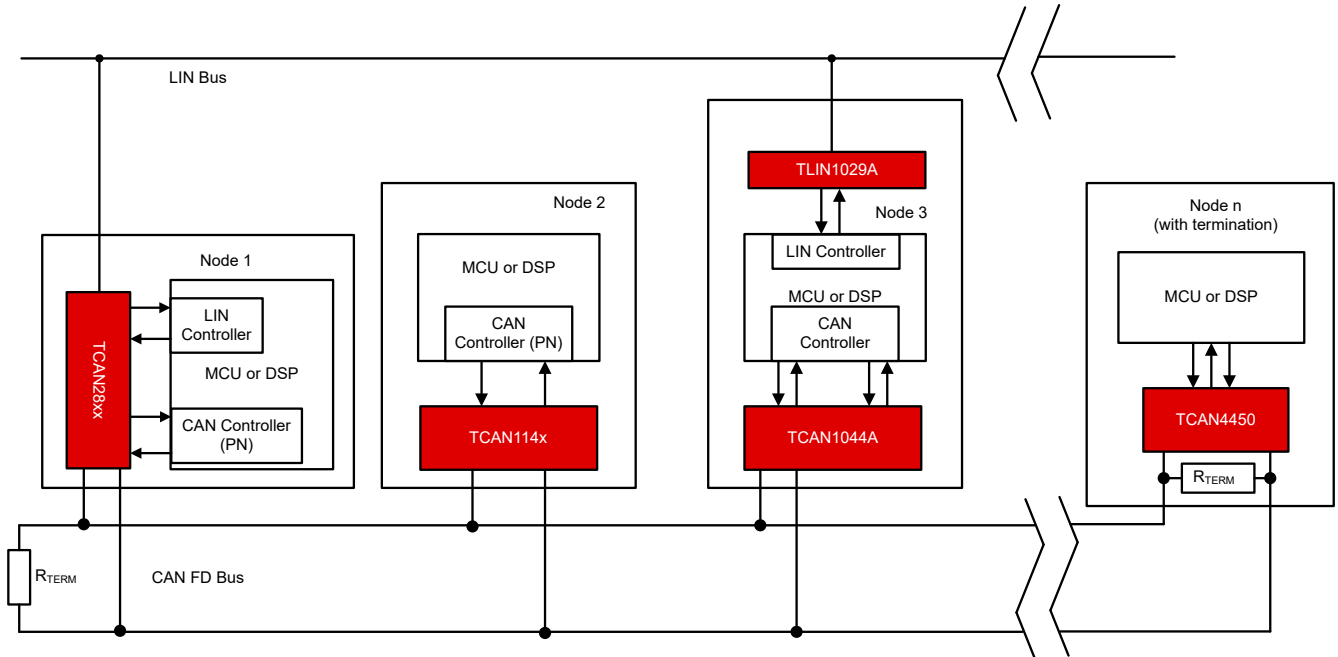 LIN Bus
Node 1
TCAN28xx
LIN
Controller
MCU or DSP
CAN Controller
(PN)
Node 2
MCU or DSP
CAN
Controller (PN)
TCAN114x
TLIN1029A
Node 3
LIN Controller
MCU or DSP
CAN
Controller
TCAN1044A
Node n
(with termination)
MCU or DSP
TCAN4450
RTERM
RTERM
CAN FD Bus